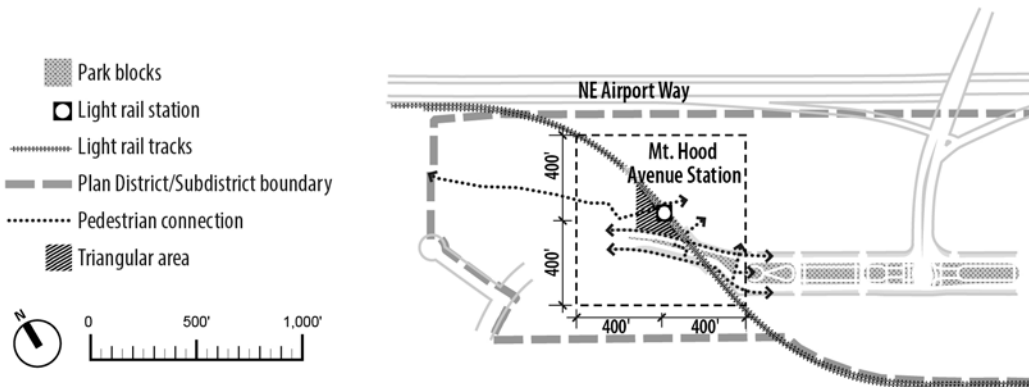 Park blocks
Light rail station
Light rail tracks
Plan District/Subdistrict boundary
Pedestrian connection
Triangular area
N
0 500' 1,000'
NE Airport Way
Mt. Hood
Avenue Station
400'
400'
400' 400'